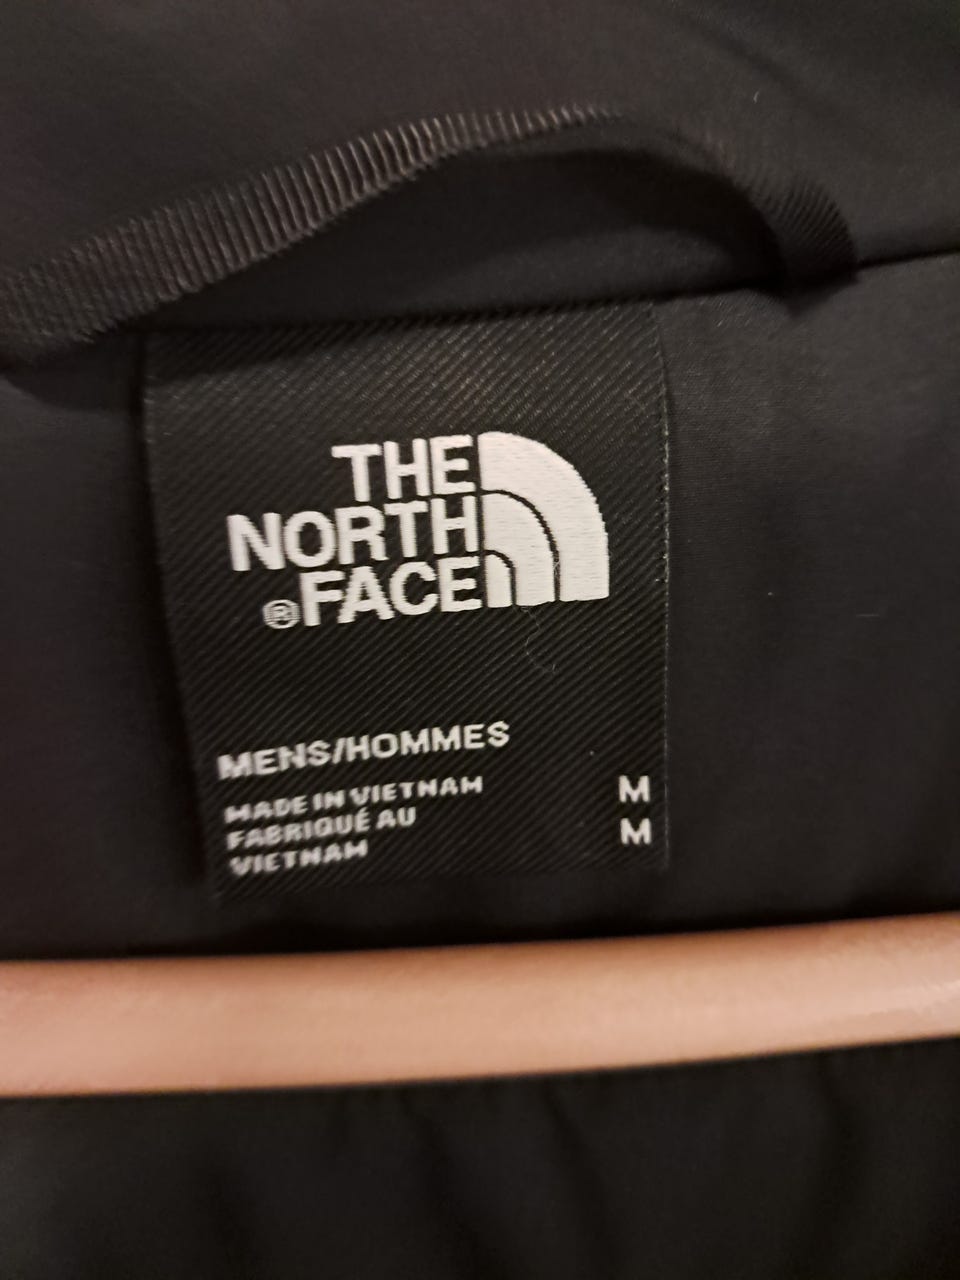 THE
NORTH
®FACE
MENS/HOMMES
MADE IN VIETNAM M
FABRIQUÉ AU M
VIETNAM